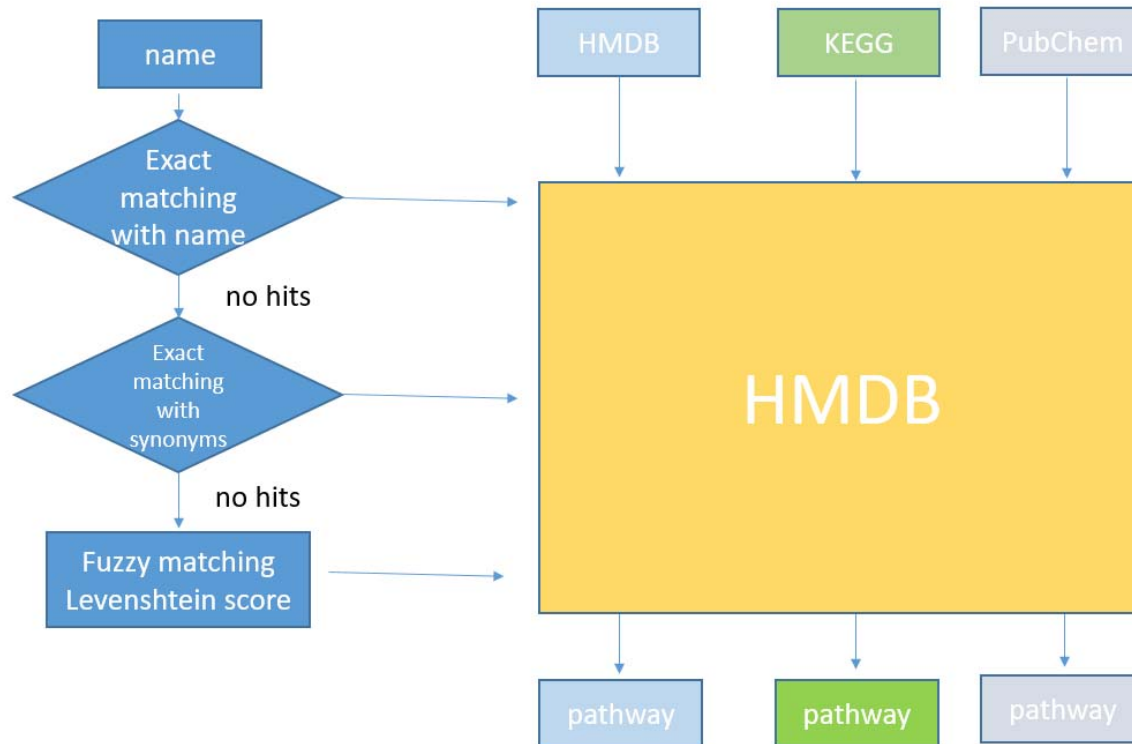 name
Exact
matching
with name
no hits
Exact
matching
with
synonyms
no hits
Fuzzy matching
Levenshtein score
HMDB
KEGG
PubChem
HMDB
pathway
pathway
pathway